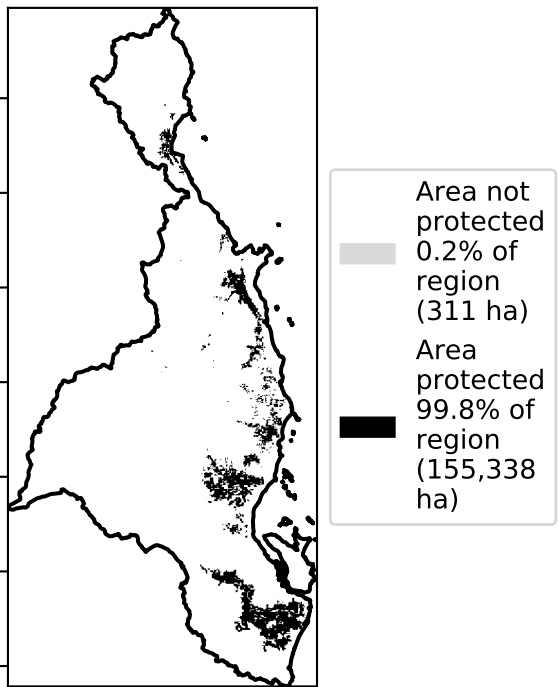 Area not
protected
0.2% of
region
(311 ha)
Area
protected
99.8% of
region
(155,338
ha)